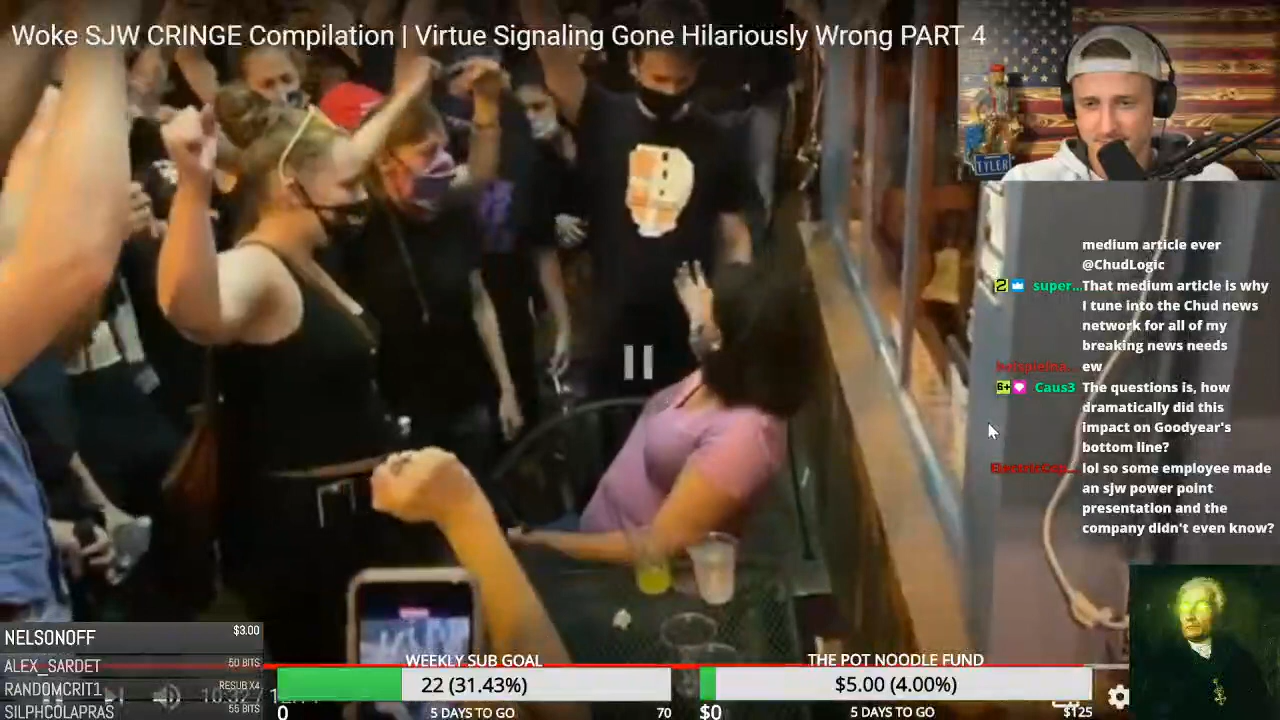 Woke SJW CRINGE Compilation | Virtue Signaling Gone Hilariously Wrong PART 4
TYLER
medium article ever
@ChudLogic
super...That medium article is why
I tune into the Chud news
network for all of my
breaking news needs
ew
Caus3 The questions is, how
dramatically did this
impact on Goodyear's
bottom line?
lol so some employee made
an sjw power point
presentation and the
company didn't even know?
NELSONOFF $3.00
ALEX_SARDET 50 BITS
RANDOMCRIT1 RESUB X4
SILPHCOLAPRAS 55 BITS
WEEKLY SUB GOAL
22 (31.43%)
0 5 DAYS TO GO 70
THE POT NOODLE FUND
$5.00 (4.00%)
$0 5 DAYS TO GO $125